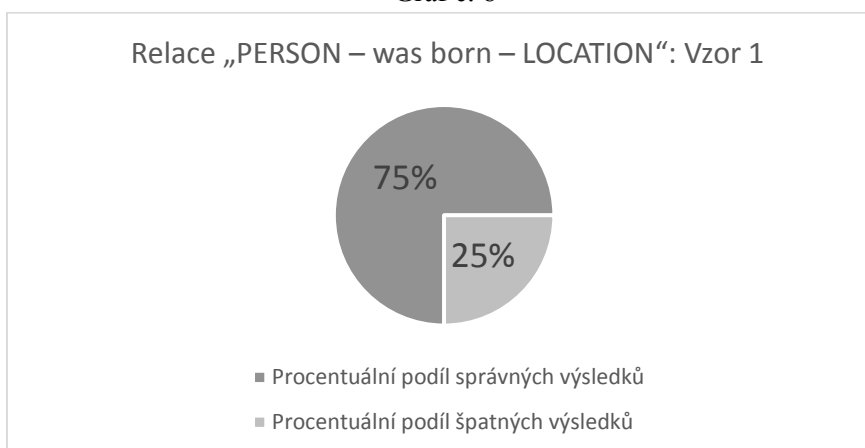 Relace „PERSON – was born – LOCATION“: Vzor 1
75%
25%
Procentuální podíl správných výsledků
Procentuální podíl špatných výsledků